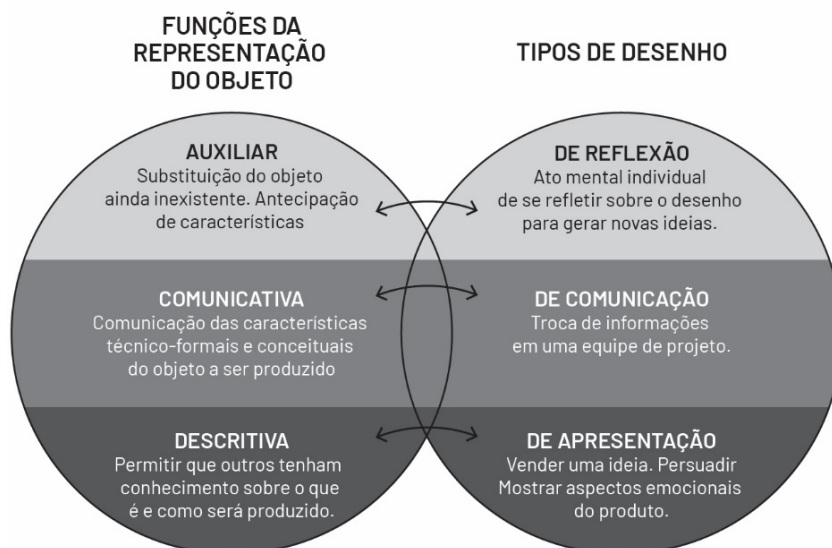 FUNÇÕES DA
REPRESENTAÇÃO
DO OBJETO
TIPOS DE DESENHO
AUXILIAR
Substituição do objeto
ainda inexistente. Antecipação
de características
DE REFLEXÃO
Ato mental individual
de se refletir sobre o desenho
para gerar novas ideias.
COMUNICATIVA
Comunicação das características
técnico-formais e conceituais
do objeto a ser produzido
DE COMUNICAÇÃO
Troca de informações
em uma equipe de projeto.
DESCRITIVA
Permitir que outros tenham
conhecimento sobre o que
é e como será produzido.
DE APRESENTAÇÃO
Vender uma ideia. Persuadir
Mostrar aspectos emocionais
do produto.